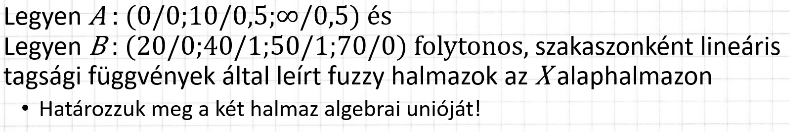 Legyen A: (0/0;10/0,5;∞/0,5) és
Legyen B: (20/0;40/1;50/1;70/0) folytonos, szakaszonként lineáris
tagsági függvények által leírt fuzzy halmazok az X alaphalmazon
• Határozzuk meg a két halmaz algebrai unióját!